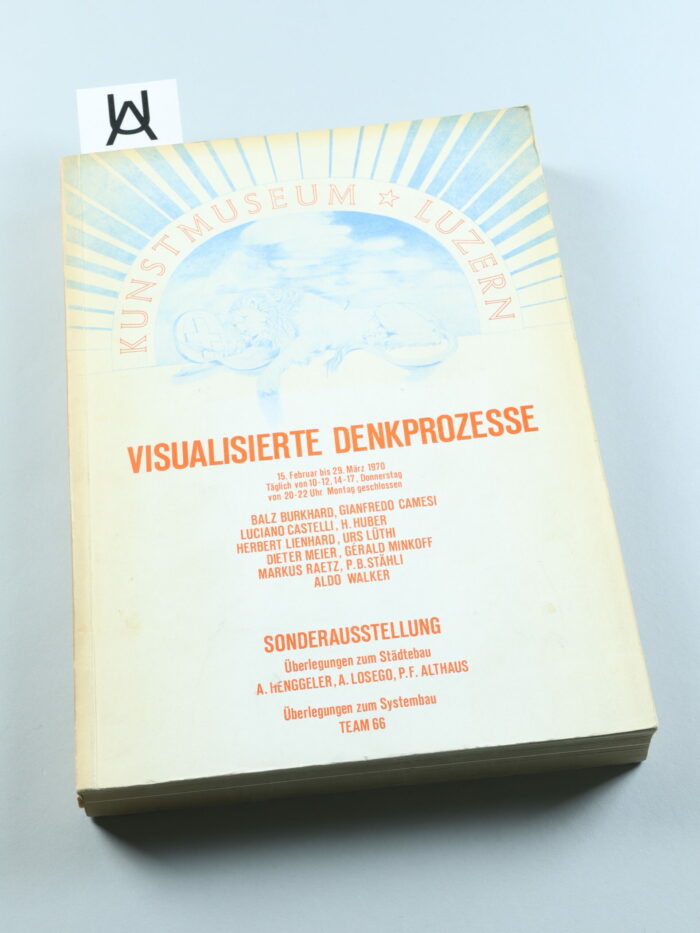 KUNSTMUSEUM ☆ LUZERN
VISUALISIERTE DENKPROZESSE
15. Februar bis 29. März 1970
Täglich von 10-12, 14-17, Donnerstag
von 20-22 Uhr Montag geschlossen
BALZ BURKHARD, GIANFREDO CAMESI
LUCIANO CASTELLI, H. HUBER
HERBERT LIENHARD, URS LÜTHI
DIETER MEIER, GÉRALD MINKOFF
MARKUS RAETZ, P.B. STÄHLI
ALDO WALKER
SONDERAUSSTELLUNG
Überlegungen zum Städtebau
A. HENGGELER, A. LOSEGO, P.F. ALTHAUS
Überlegungen zum Systembau
TEAM 66